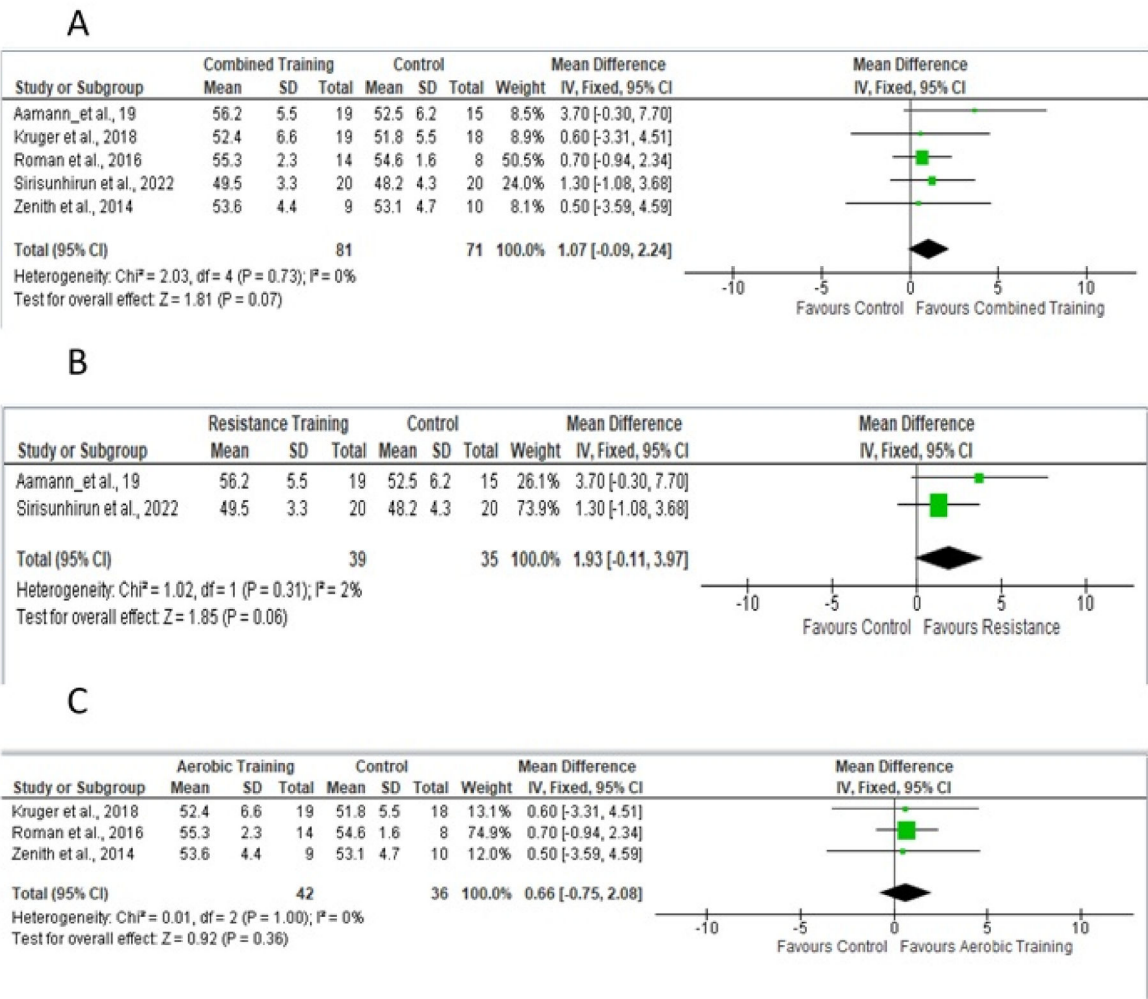 A
Combined Training Control Mean Difference Mean Difference
Study or Subgroup Mean SD Total Mean SD Total Weight IV, Fixed, 95% CI IV, Fixed, 95% CI
Aamann_et al., 19 56.2 5.5 19 52.5 6.2 15 8.5% 3.70 [-0.30, 7.70]
Kruger et al., 2018 52.4 6.6 19 51.8 5.5 18 8.9% 0.60 [-3.31, 4.51]
Roman et al., 2016 55.3 2.3 14 54.6 1.6 8 50.5% 0.70 [-0.94, 2.34]
Sirisunhirun et al., 2022 49.5 3.3 20 48.2 4.3 20 24.0% 1.30 [-1.08, 3.68]
Zenith et al., 2014 53.6 4.4 9 53.1 4.7 10 8.1% 0.50 [-3.59, 4.59]
Total (95% CI) 81 71 100.0% 1.07 [-0.09, 2.24]
Heterogeneity: Chi² = 2.03, df = 4 (P = 0.73); I² = 0%
Test for overall effect: Z = 1.81 (P = 0.07)
-10 -5 0 5 10
Favours Control Favours Combined Training
B
Resistance Training Control Mean Difference Mean Difference
Study or Subgroup Mean SD Total Mean SD Total Weight IV, Fixed, 95% CI IV, Fixed, 95% CI
Aamann_et al., 19 56.2 5.5 19 52.5 6.2 15 26.1% 3.70 [-0.30, 7.70]
Sirisunhirun et al., 2022 49.5 3.3 20 48.2 4.3 20 73.9% 1.30 [-1.08, 3.68]
Total (95% CI) 39 35 100.0% 1.93 [-0.11, 3.97]
Heterogeneity: Chi² = 1.02, df = 1 (P = 0.31); I² = 2%
Test for overall effect: Z = 1.85 (P = 0.06)
-10 -5 0 5 10
Favours Control Favours Resistance
C
Aerobic Training Control Mean Difference Mean Difference
Study or Subgroup Mean SD Total Mean SD Total Weight IV, Fixed, 95% CI IV, Fixed, 95% CI
Kruger et al., 2018 52.4 6.6 19 51.8 5.5 18 13.1% 0.60 [-3.31, 4.51]
Roman et al., 2016 55.3 2.3 14 54.6 1.6 8 74.9% 0.70 [-0.94, 2.34]
Zenith et al., 2014 53.6 4.4 9 53.1 4.7 10 12.0% 0.50 [-3.59, 4.59]
Total (95% CI) 42 36 100.0% 0.66 [-0.75, 2.08]
Heterogeneity: Chi² = 0.01, df = 2 (P = 1.00); I² = 0%
Test for overall effect: Z = 0.92 (P = 0.36)
-10 -5 0 5 10
Favours Control Favours Aerobic Training